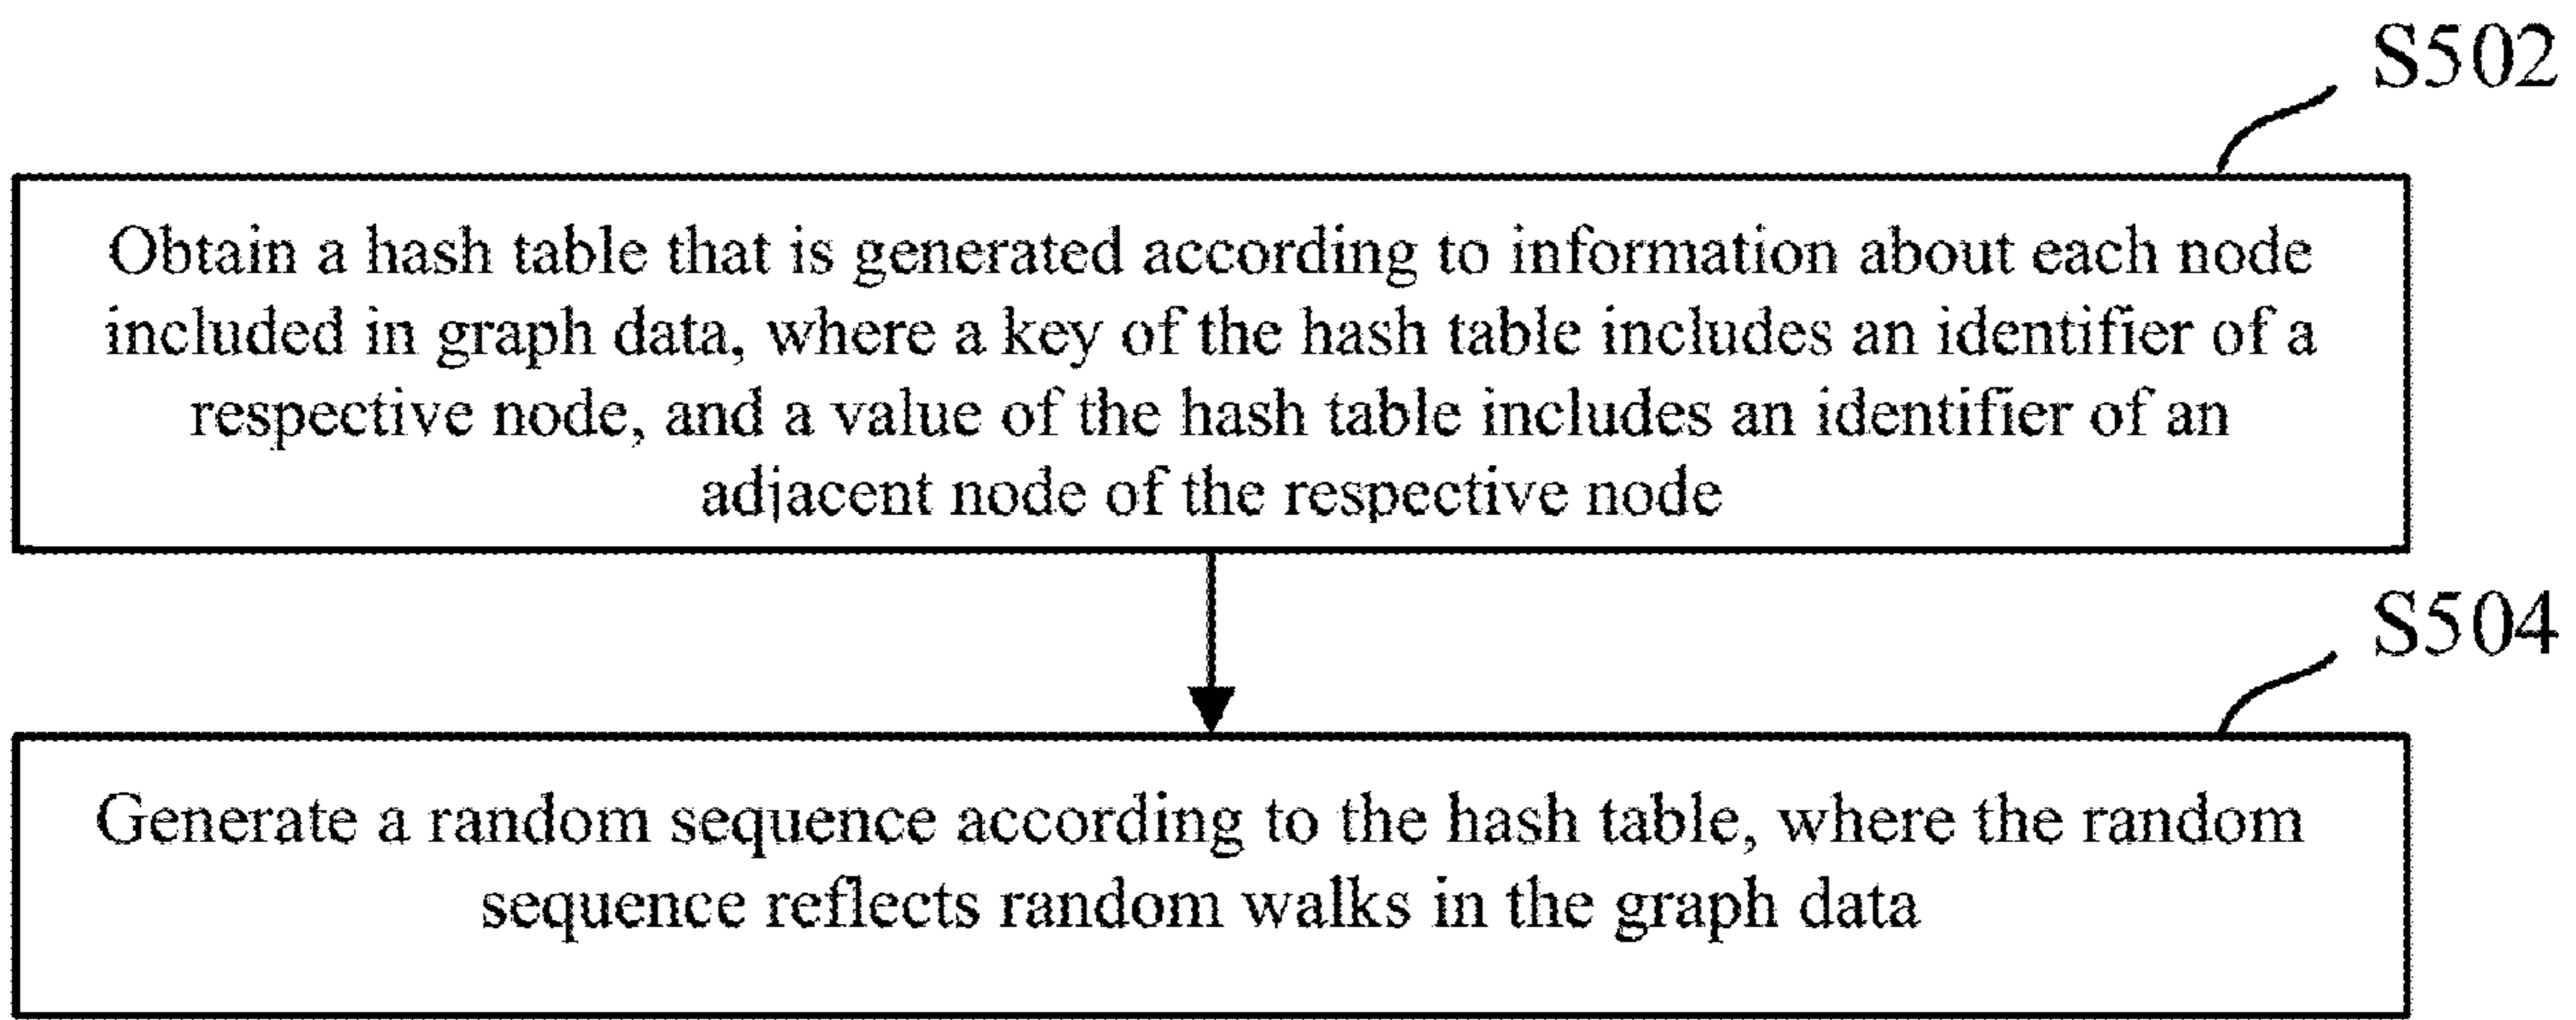 S502
Obtain a hash table that is generated according to information about each node
included in graph data, where a key of the hash table includes an identifier of a
respective node, and a value of the hash table includes an identifier of an
adjacent node of the respective node
S504
Generate a random sequence according to the hash table, where the random
sequence reflects random walks in the graph data